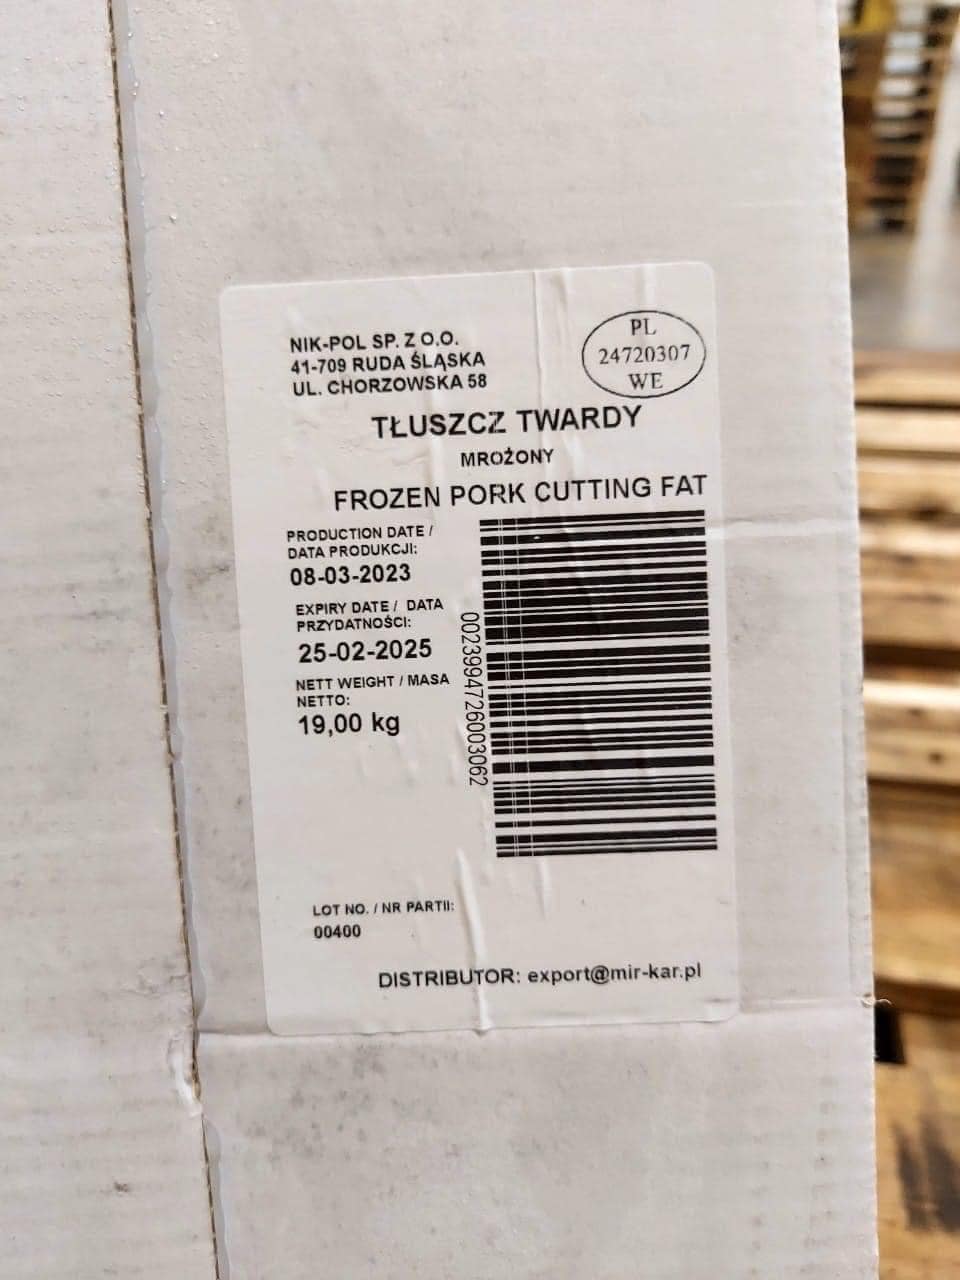 NIK-POL SP. Z O.O.
41-709 RUDA ŚLĄSKA
UL. CHORZOWSKA 58
PL
24720307
WE
TŁUSZCZ TWARDY
MROŻONY
FROZEN PORK CUTTING FAT
PRODUCTION DATE /
DATA PRODUKCJI:
08-03-2023
EXPIRY DATE / DATA
PRZYDATNOŚCI:
25-02-2025
NETT WEIGHT / MASA
NETTO:
19,00 kg
0023994726003062
LOT NO. / NR PARTII:
00400
DISTRIBUTOR: export@mir-kar.pl